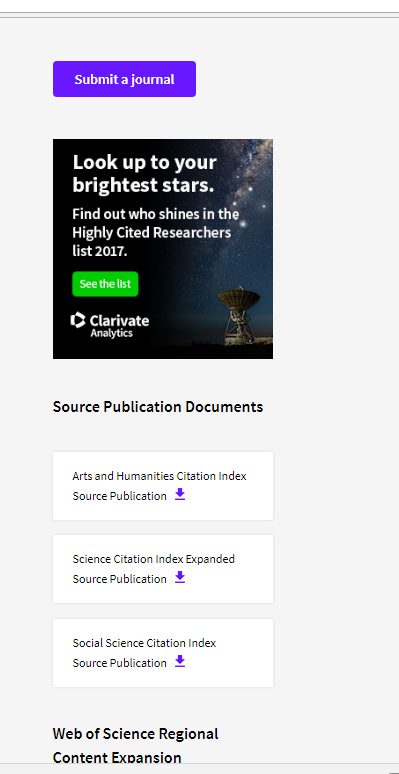 Submit a journal
Look up to your
brightest stars.
Find out who shines in the
Highly Cited Researchers
list 2017.
See the list
Clarivate
Analytics
Source Publication Documents
Arts and Humanities Citation Index
Source Publication
Science Citation Index Expanded
Source Publication
Social Science Citation Index
Source Publication
Web of Science Regional
Content Expansion